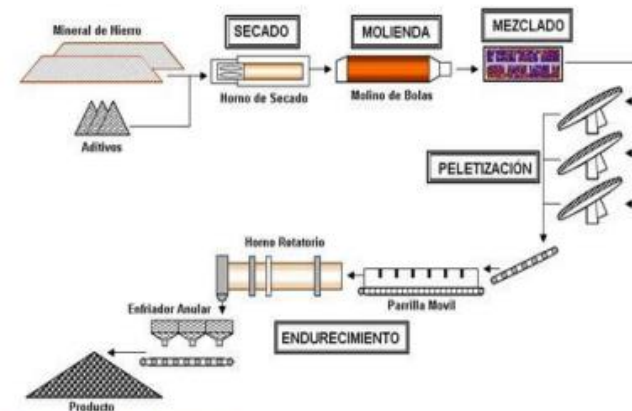 Mineral de Hierro
SECADO
MOLIENDA
MEZCLADO
Horno de Secado
Molino de Bolas
Aditivos
PELETIZACIÓN
Horno Rotatorio
Parrilla Movil
Enfriador Anular
ENDURECIMIENTO
Producto